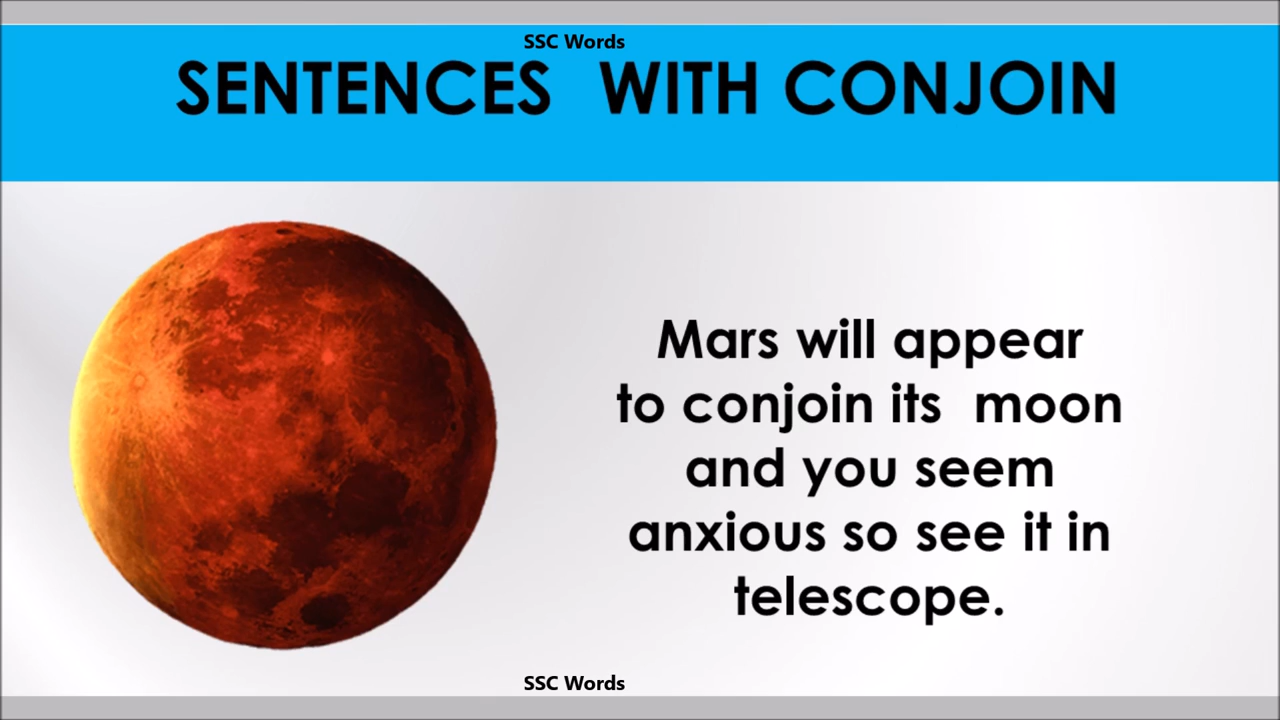 SSC Words
SENTENCES WITH CONJOIN
Mars will appear
to conjoin its moon
and you seem
anxious so see it in
telescope.
SSC Words